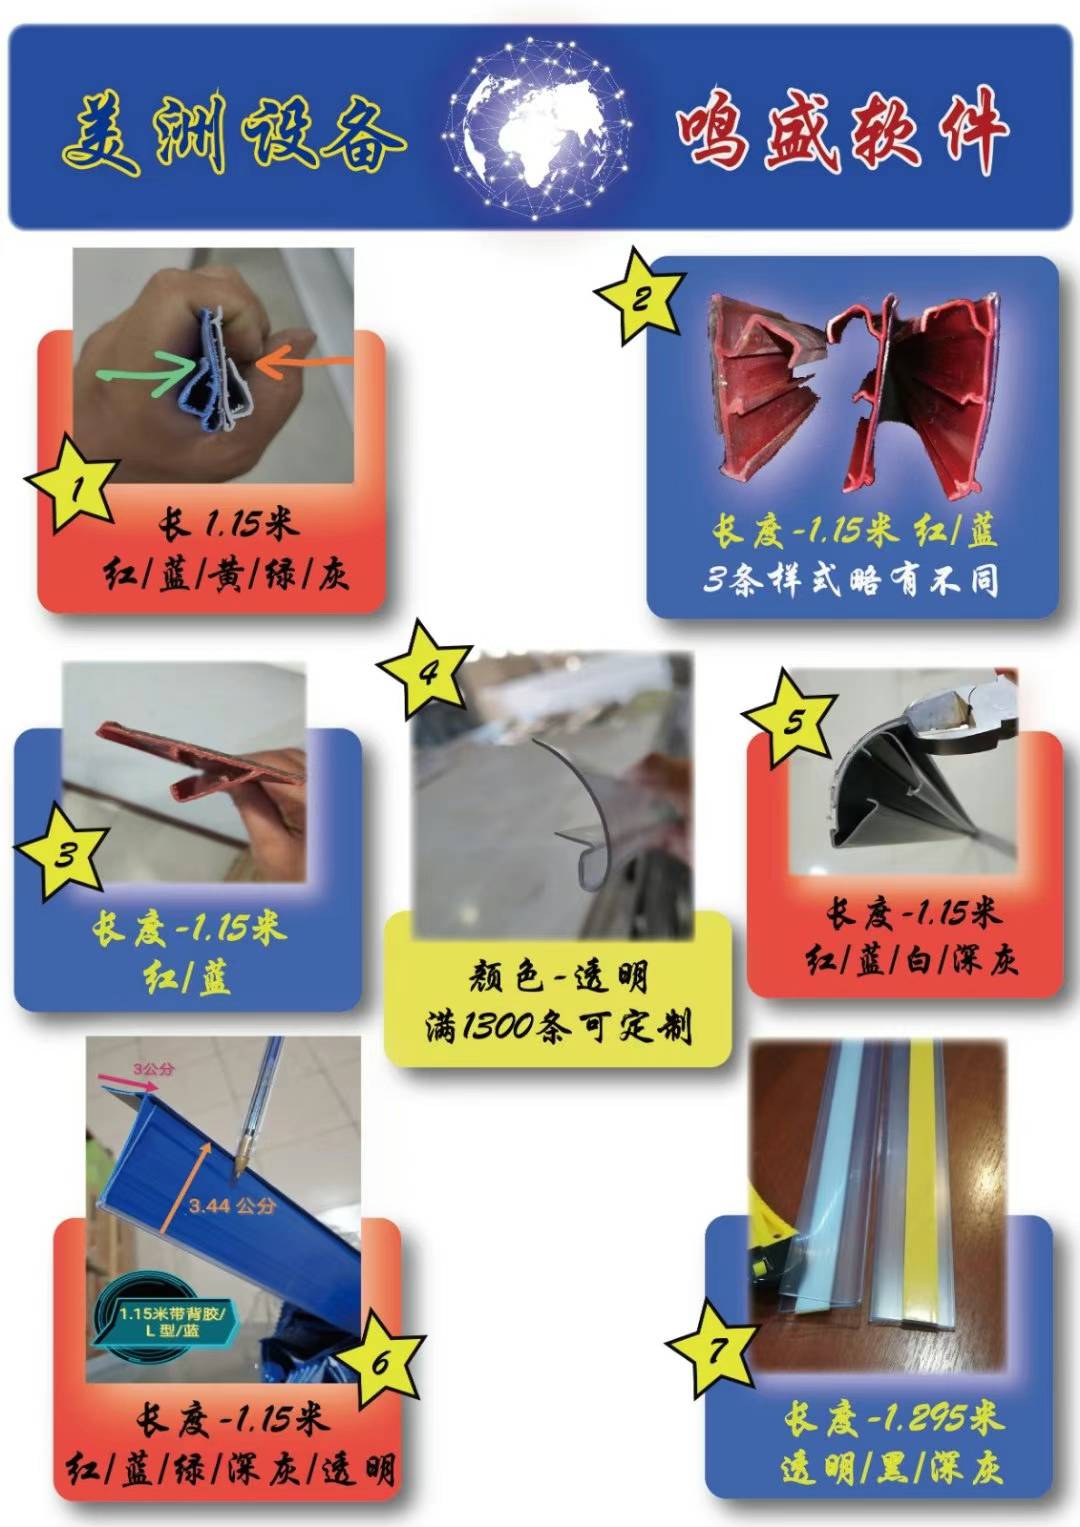 美洲设备
鸣盛软件
1
长1.15米
红/蓝/黄/绿/灰
2
长度-1.15米 红/蓝
3条样式略有不同
3
长度-1.15米
红/蓝
4
颜色-透明
满1300条可定制
5
长度-1.15米
红/蓝/白/深灰
3公分
3.44 公分
1.15米带背胶/
L 型/蓝
6
长度-1.15米
红/蓝/绿/深灰/透明
7
长度-1.295米
透明/黑/深灰